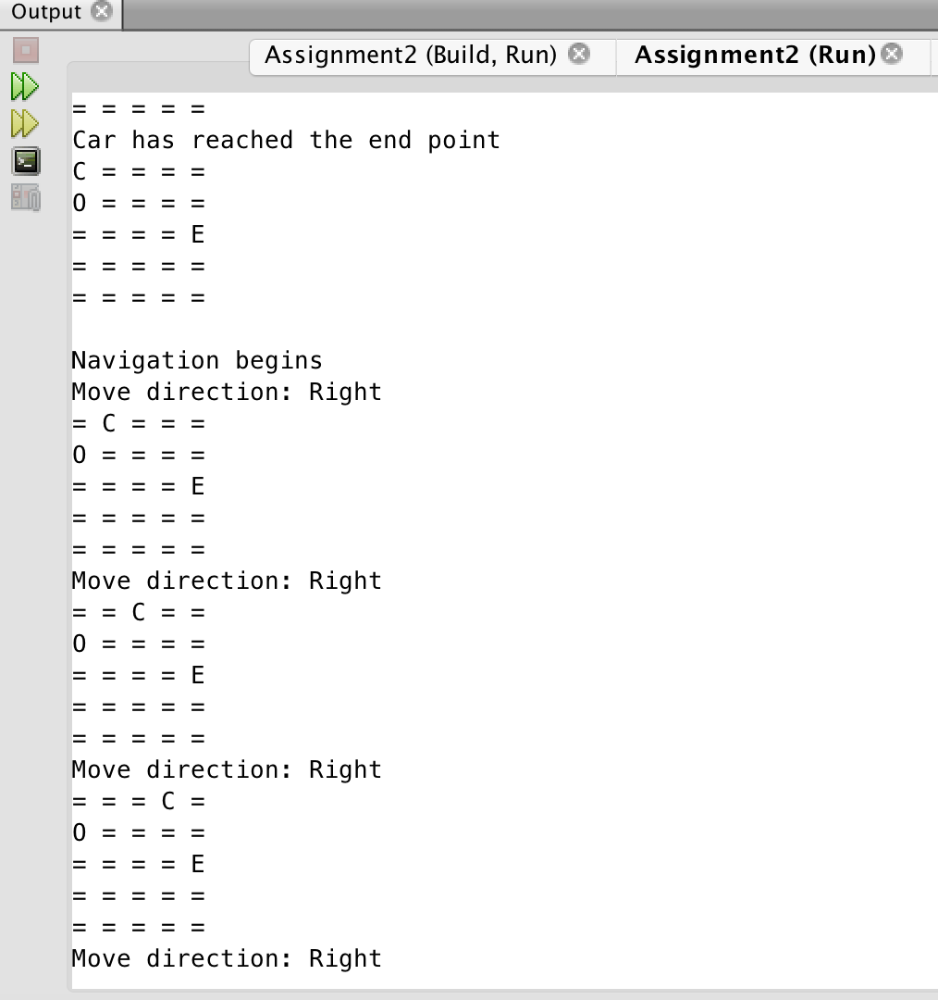 Output
Assignment2 (Build, Run) Assignment2 (Run)
= = = = =
Car has reached the end point
C = = = =
O = = = =
= = = = E
= = = = =
= = = = =
Navigation begins
Move direction: Right
= C = = =
O = = = =
= = = = E
= = = = =
= = = = =
Move direction: Right
= = C = =
O = = = =
= = = = E
= = = = =
= = = = =
Move direction: Right
= = = C =
O = = = =
= = = = E
= = = = =
= = = = =
Move direction: Right